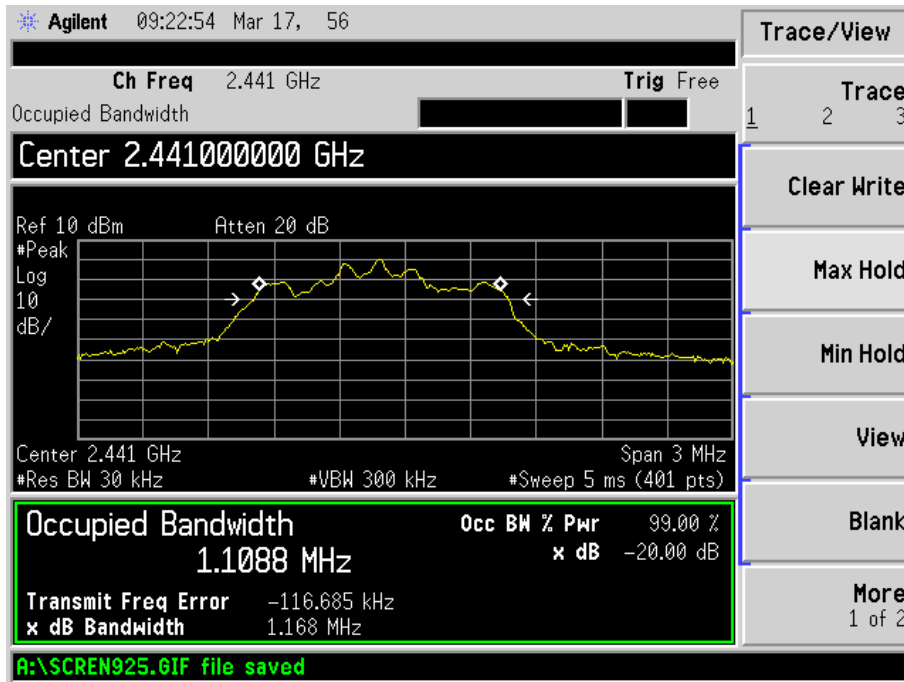 Agilent 09:22:54 Mar 17, 56
Trace/View
Ch Freq 2.441 GHz Trig Free
Occupied Bandwidth
Trace
1 2 3
Center 2.441000000 GHz
Clear Write
Ref 10 dBm Atten 20 dB
#Peak
Log
10
dB/
Max Hold
Min Hold
Center 2.441 GHz Span 3 MHz
#Res BW 30 kHz #VBW 300 kHz #Sweep 5 ms (401 pts)
View
Occupied Bandwidth Occ BW % Pwr 99.00 %
1.1088 MHz x dB -20.00 dB
Blank
Transmit Freq Error -116.685 kHz
x dB Bandwidth 1.168 MHz
More
1 of 2
A:\SCREN925.GIF file saved